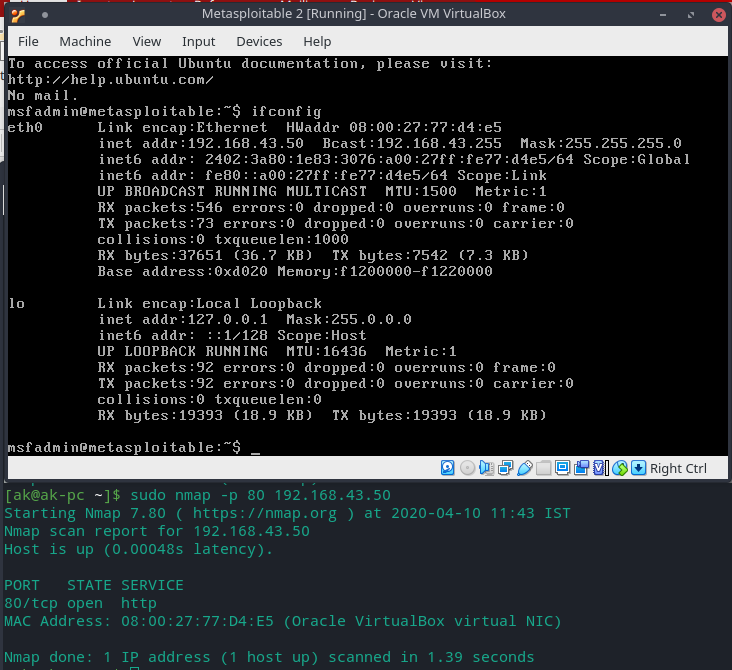 Metasploitable 2 [Running] - Oracle VM VirtualBox
File Machine View Input Devices Help
To access official Ubuntu documentation, please visit:
http://help.ubuntu.com/
No mail.
msfadmin@metasploitable:~$ ifconfig
eth0 Link encap:Ethernet HWaddr 08:00:27:77:d4:e5
inet addr:192.168.43.50 Bcast:192.168.43.255 Mask:255.255.255.0
inet6 addr: 2402:3a80:1e83:3076:a00:27ff:fe77:d4e5/64 Scope:Global
inet6 addr: fe80::a00:27ff:fe77:d4e5/64 Scope:Link
UP BROADCAST RUNNING MULTICAST MTU:1500 Metric:1
RX packets:546 errors:0 dropped:0 overruns:0 frame:0
TX packets:73 errors:0 dropped:0 overruns:0 carrier:0
collisions:0 txqueuelen:1000
RX bytes:37651 (36.7 KB) TX bytes:7542 (7.3 KB)
Base address:0xd020 Memory:f1200000-f1220000
lo Link encap:Local Loopback
inet addr:127.0.0.1 Mask:255.0.0.0
inet6 addr: ::1/128 Scope:Host
UP LOOPBACK RUNNING MTU:16436 Metric:1
RX packets:92 errors:0 dropped:0 overruns:0 frame:0
TX packets:92 errors:0 dropped:0 overruns:0 carrier:0
collisions:0 txqueuelen:0
RX bytes:19393 (18.9 KB) TX bytes:19393 (18.9 KB)
msfadmin@metasploitable:~$ _
Right Ctrl
[ak@ak-pc ~]$ sudo nmap -p 80 192.168.43.50
Starting Nmap 7.80 ( https://nmap.org ) at 2020-04-10 11:43 IST
Nmap scan report for 192.168.43.50
Host is up (0.00048s latency).
PORT STATE SERVICE
80/tcp open http
MAC Address: 08:00:27:77:D4:E5 (Oracle VirtualBox virtual NIC)
Nmap done: 1 IP address (1 host up) scanned in 1.39 seconds